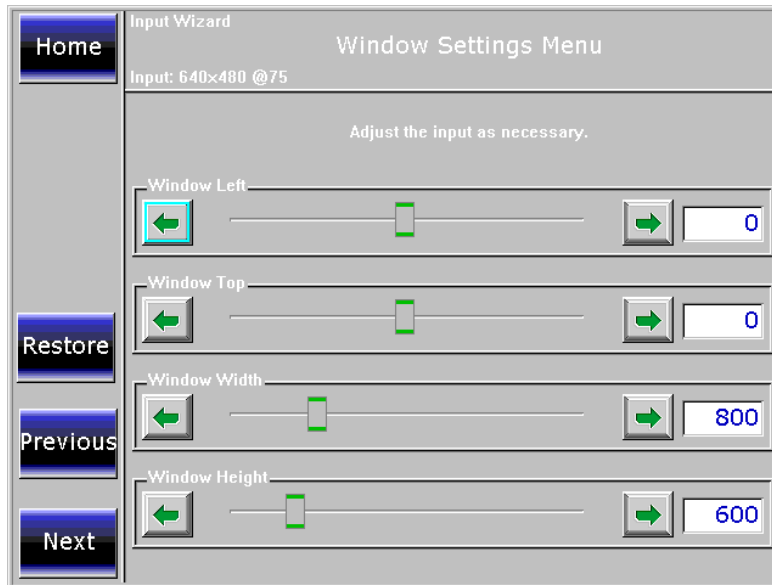 Home
Input Wizard
Window Settings Menu
Input: 640x480 @75
Adjust the input as necessary.
Window Left
0
Window Top
0
Restore
Window Width
800
Previous
Window Height
600
Next